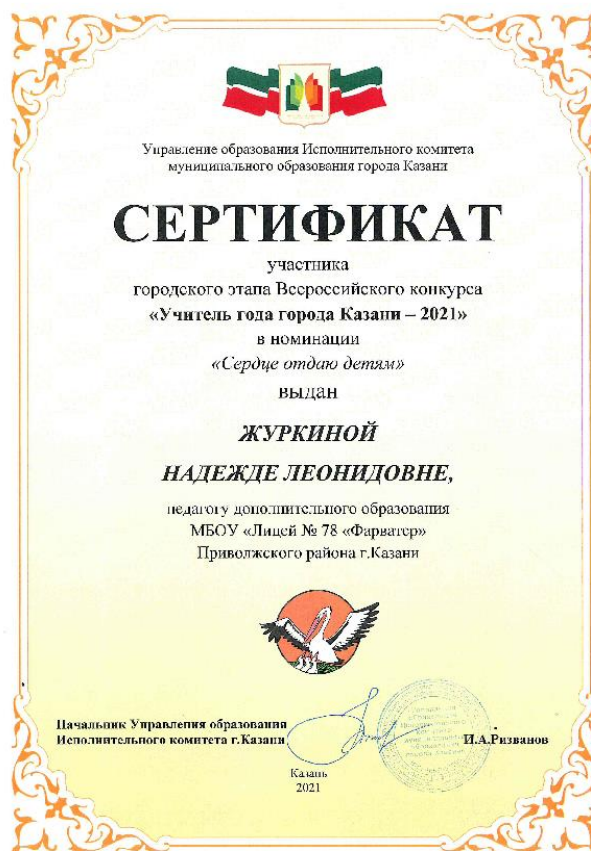 Управление образования Исполнительного комитета
муниципального образования города Казани
СЕРТИФИКАТ
участника
городского этапа Всероссийского конкурса
«Учитель года города Казани – 2021»
в номинации
«Сердце отдаю детям»
выдан
ЖУРКИНОЙ
НАДЕЖДЕ ЛЕОНИДОВНЕ,
педагогу дополнительного образования
МБОУ «Лицей № 78 «Фарватер»
Приволжского района г.Казани
Начальник Управления образования
Исполнительного комитета г.Казани
И.А.Ризванов
Казань
2021